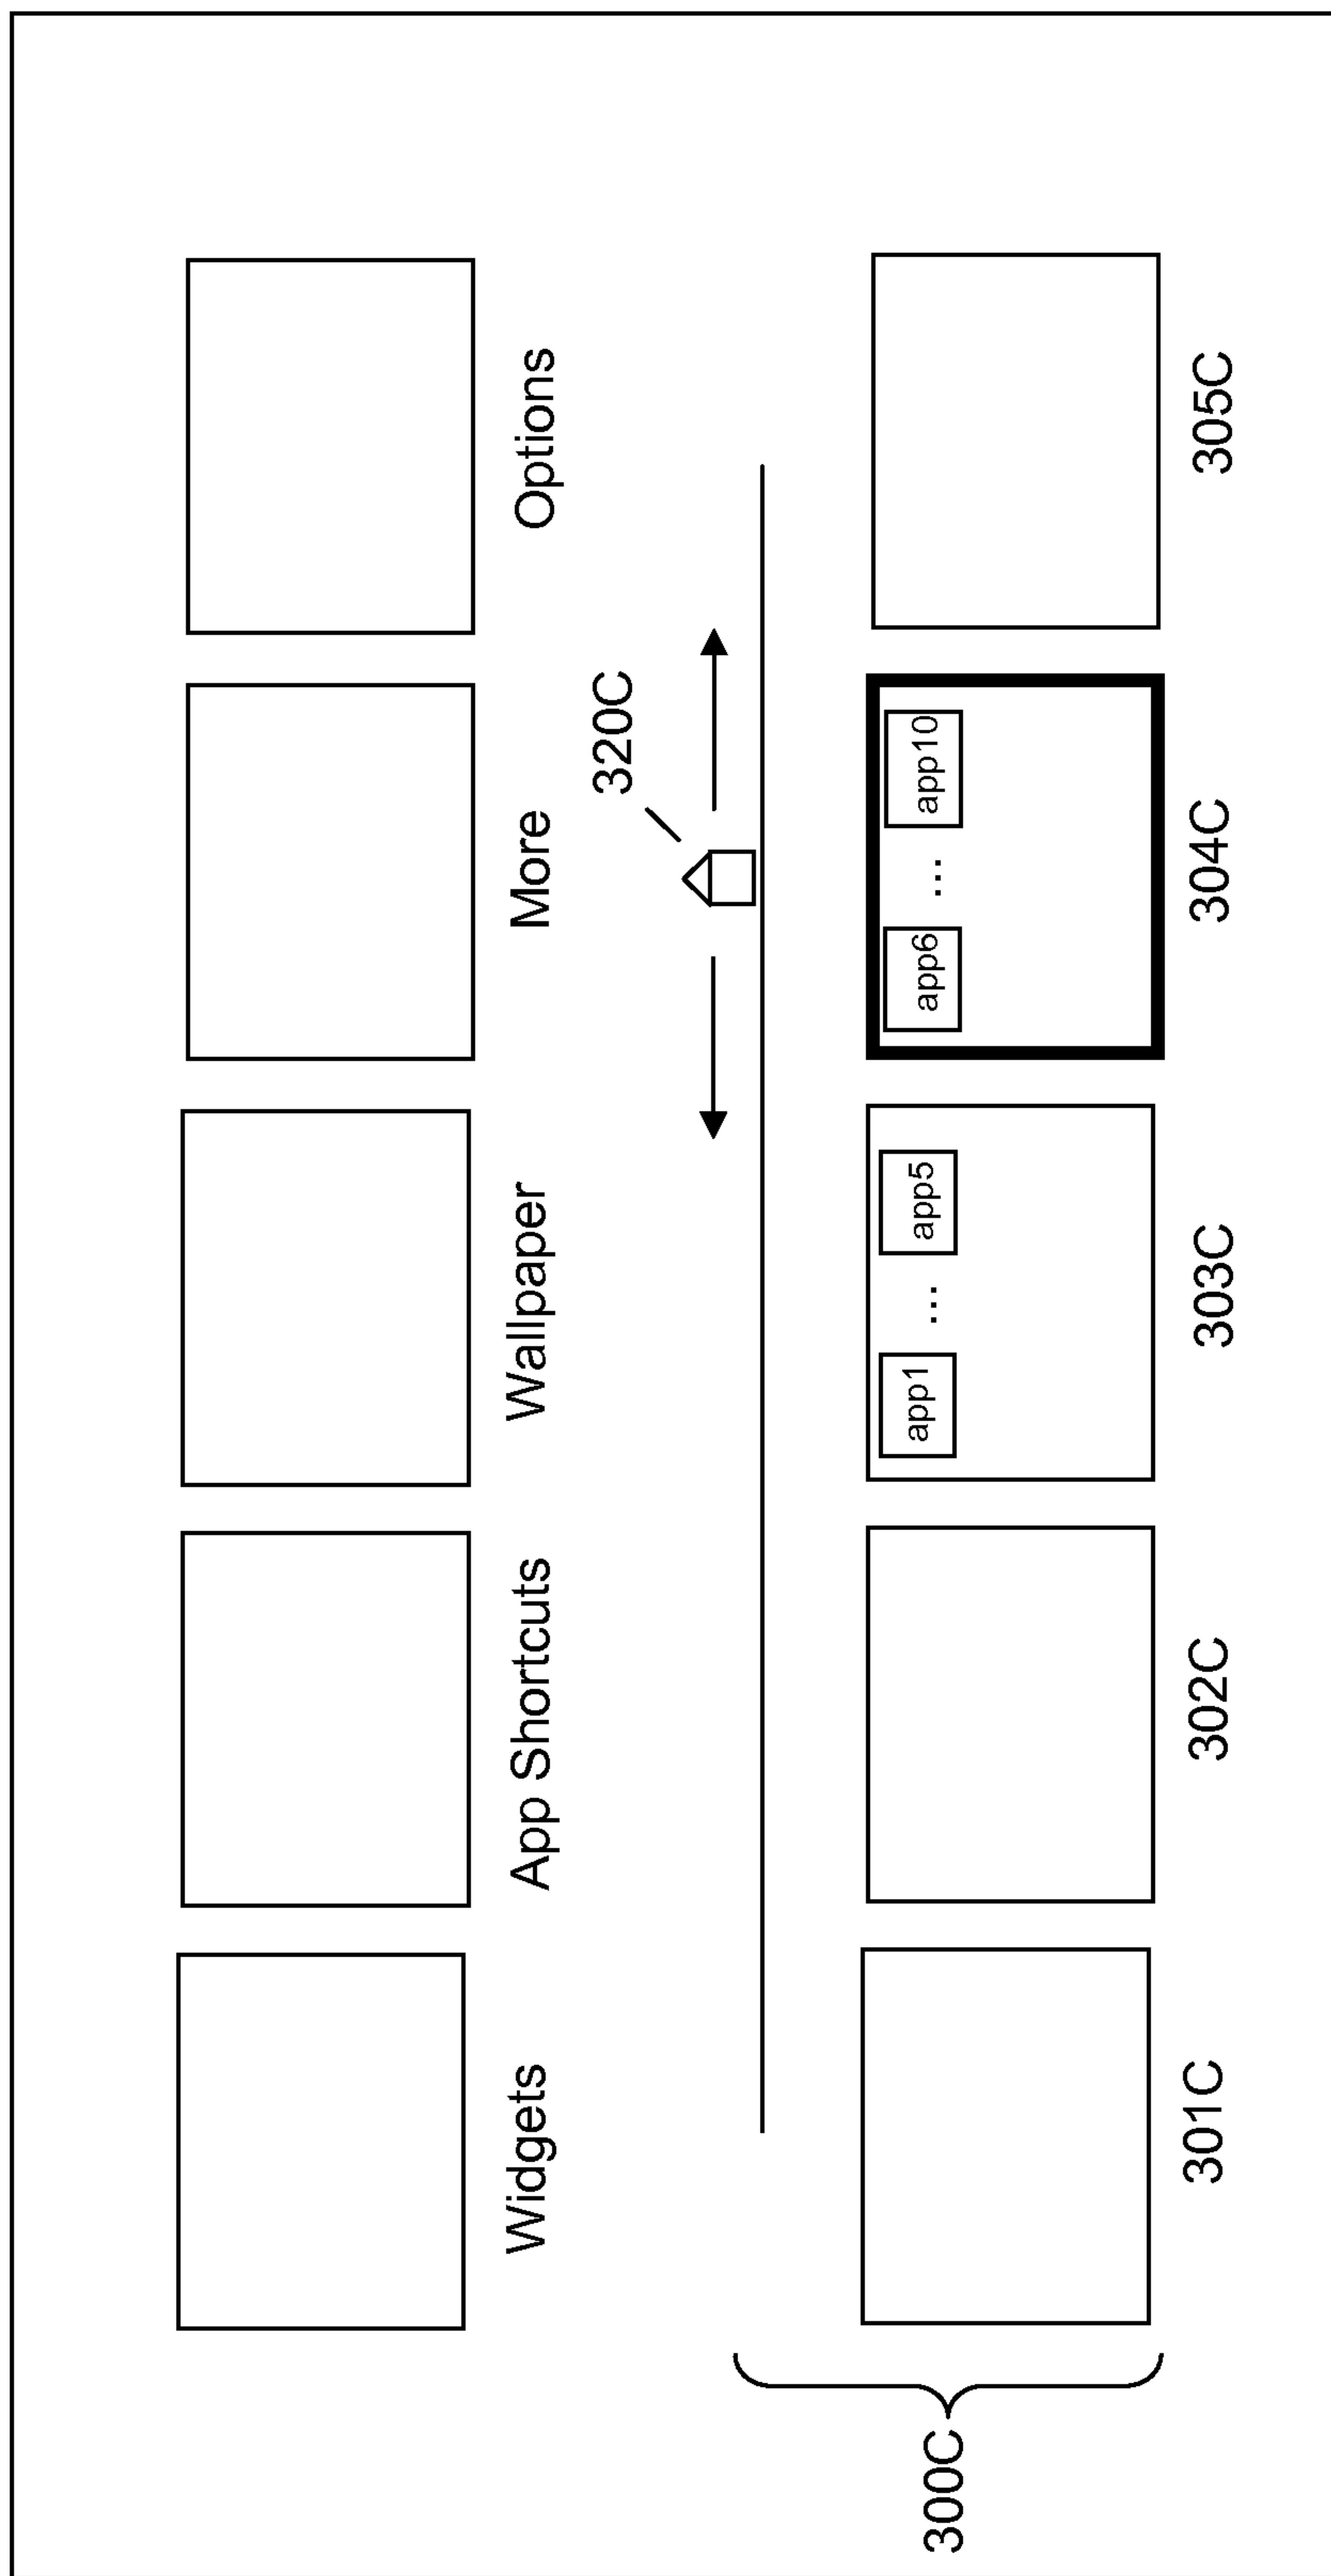 Widgets
App Shortcuts
Wallpaper
More
Options
320C
300C
app1
...
app5
app6
...
app10
301C
302C
303C
304C
305C